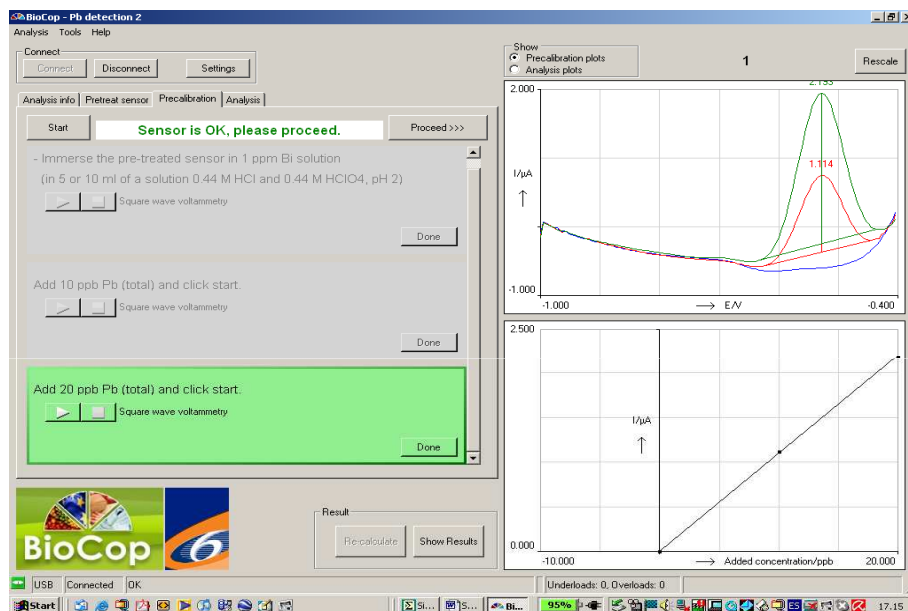 BioCop - Pb detection 2
Analysis Tools Help
Connect
Connect Disconnect Settings
Analysis info Pretreat sensor Precalibration Analysis
Start Sensor is OK, please proceed. Proceed >>>
- Immerse the pre-treated sensor in 1 ppm Bi solution
(in 5 or 10 ml of a solution 0.44 M HCl and 0.44 M HClO4, pH 2)
Square wave voltammetry
Done
Add 10 ppb Pb (total) and click start.
Square wave voltammetry
Done
Add 20 ppb Pb (total) and click start.
Square wave voltammetry
Done
BioCop 6
Result
Re-calculate Show Results
Show
Precalibration plots
Analysis plots
1 Rescale
2.000
2.193
1.114
I/µA
-1.000
-1.000 E/V -0.400
2.500
I/µA
0.000
-10.000 Added concentration/ppb 20.000
USB Connected OK Underloads: 0, Overloads: 0
Start Si... S... Bi... 95% ES 17.15